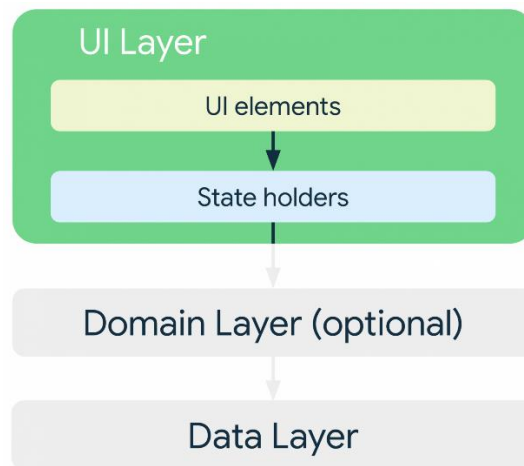 UI Layer
UI elements
State holders
Domain Layer (optional)
Data Layer